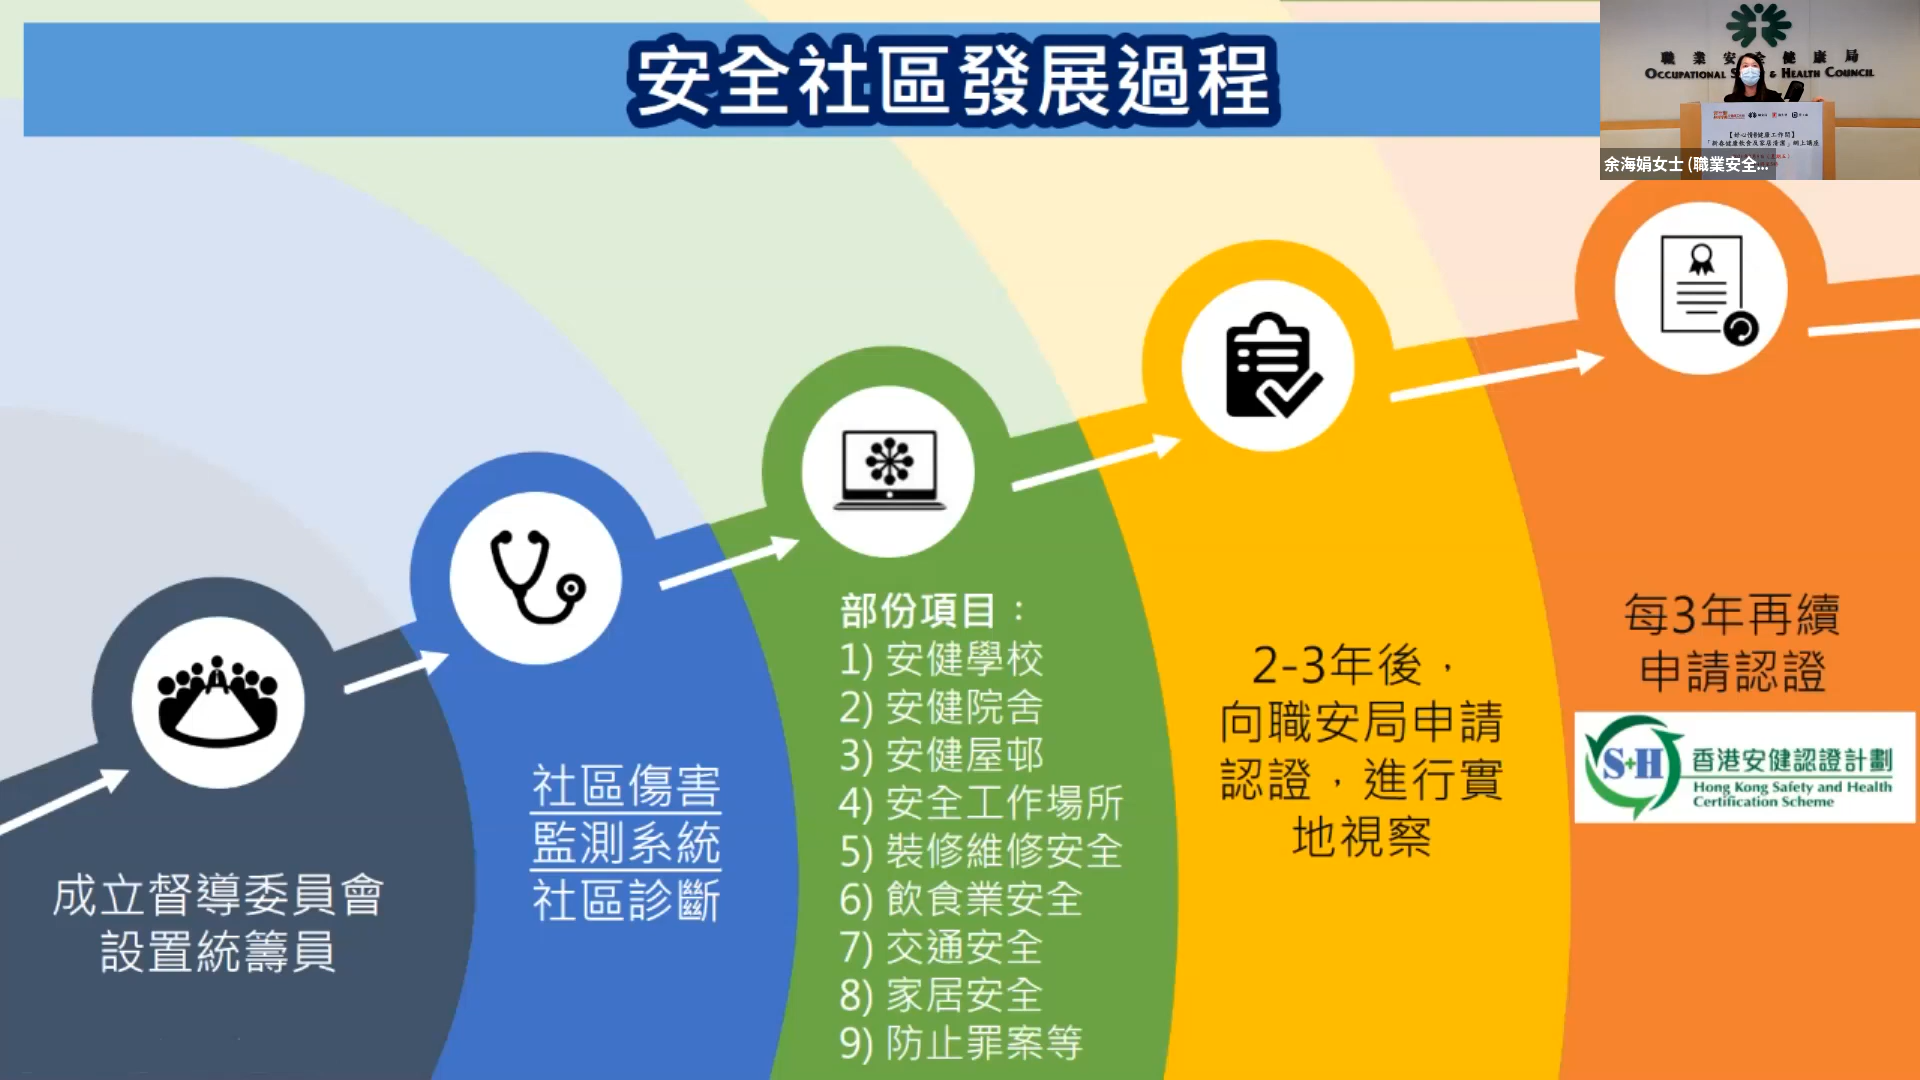 安全社區發展過程
職業安全健康局
& HEALTH COUNCIL
余海娟女士 (職業安全...
成立督導委員會
設置統籌員
社區傷害
監測系統
社區診斷
部份項目：
1) 安健學校
2) 安健院舍
3) 安健屋邨
4) 安全工作場所
5) 裝修維修安全
6) 飲食業安全
7) 交通安全
8) 家居安全
9) 防止罪案等
2-3年後，
向職安局申請
認證，進行實
地視察
每3年再續
申請認證
S+H
香港安健認證計劃
Hong Kong Safety and Health
Certification Scheme